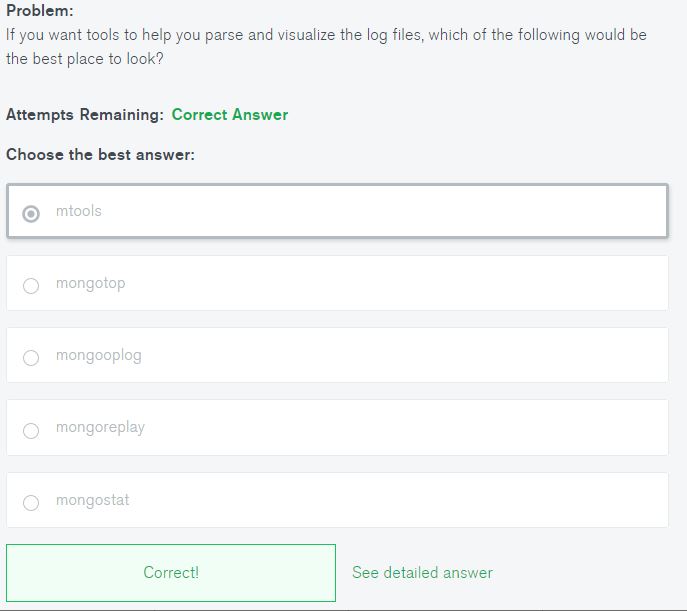 Problem:
If you want tools to help you parse and visualize the log files, which of the following would be
the best place to look?
Attempts Remaining: Correct Answer
Choose the best answer:
mtools
mongotop
mongooplog
mongoreplay
mongostat
Correct! See detailed answer